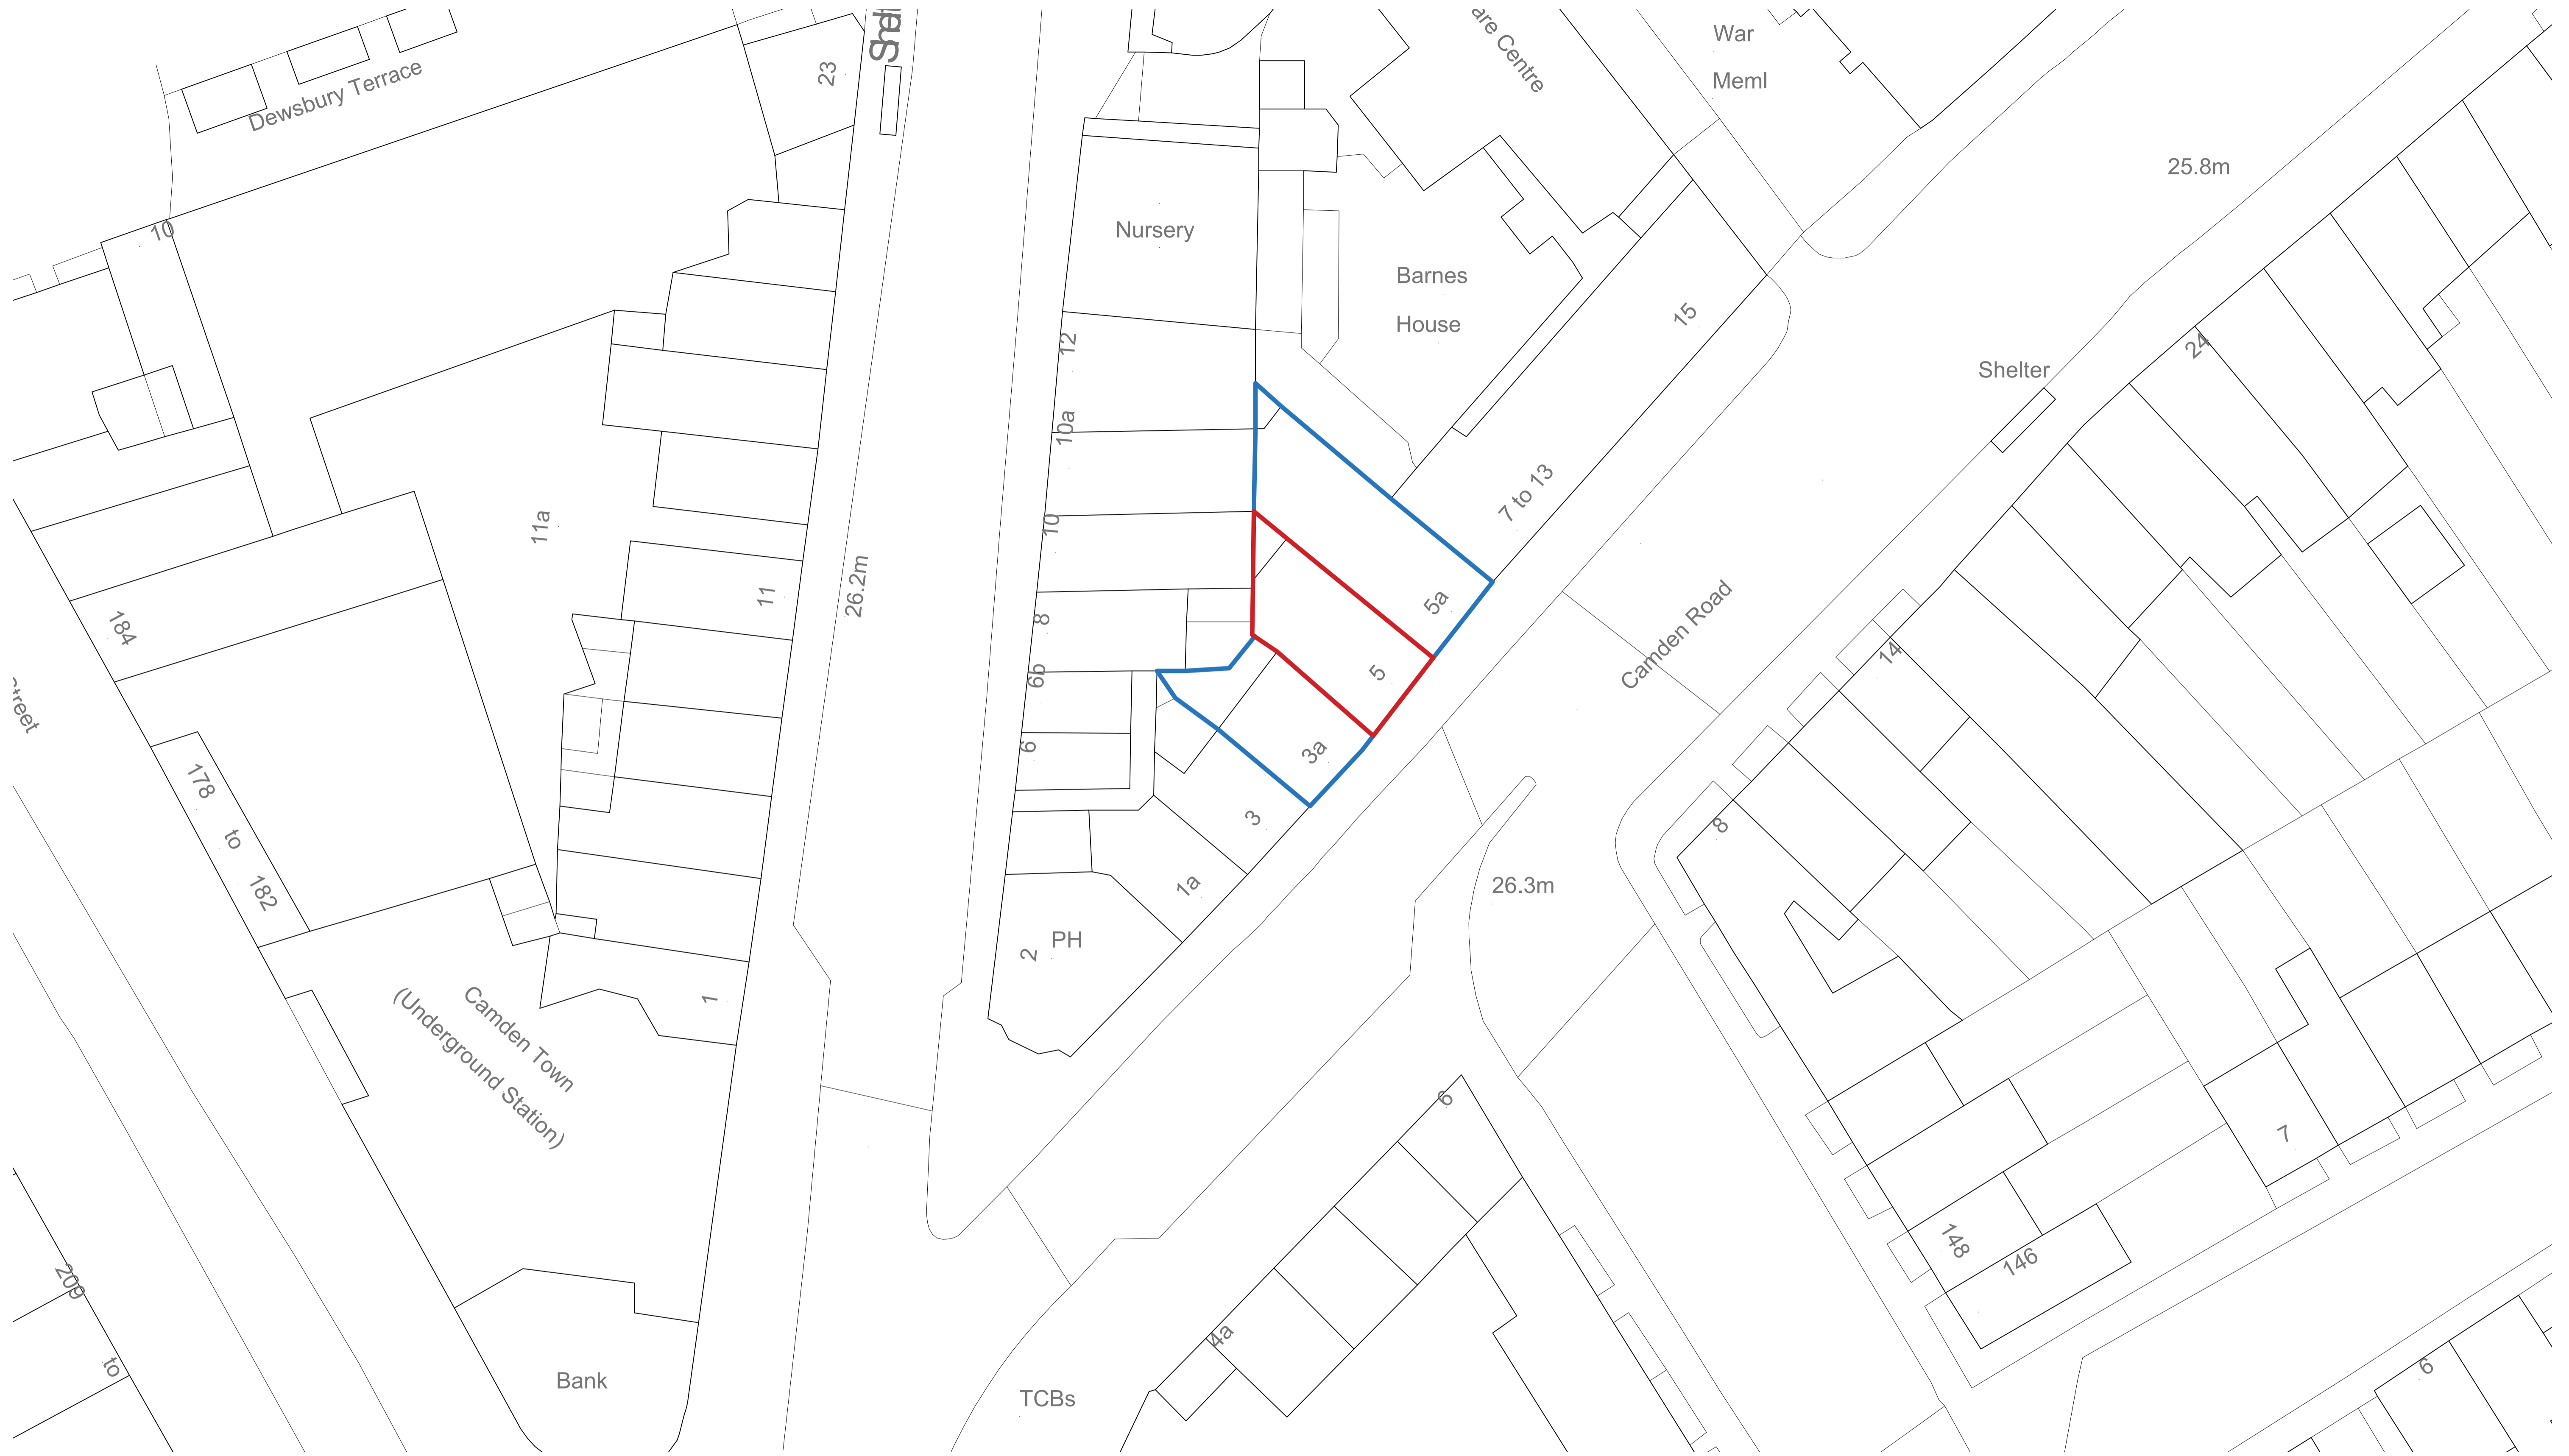 Dewsbury Terrace
23
are Centre
War
Meml
25.8m
10
Nursery
Barnes
House
15
12
24
Shelter
10a
7 to 13
11a
10
26.2m
11
8
5a
184
6b
5
Camden Road
14
6
3a
178
to
182
3
8
1a
26.3m
2
PH
1
Camden Town
(Underground Station)
6
7
148
146
209
to
4a
Bank
TCBs
6